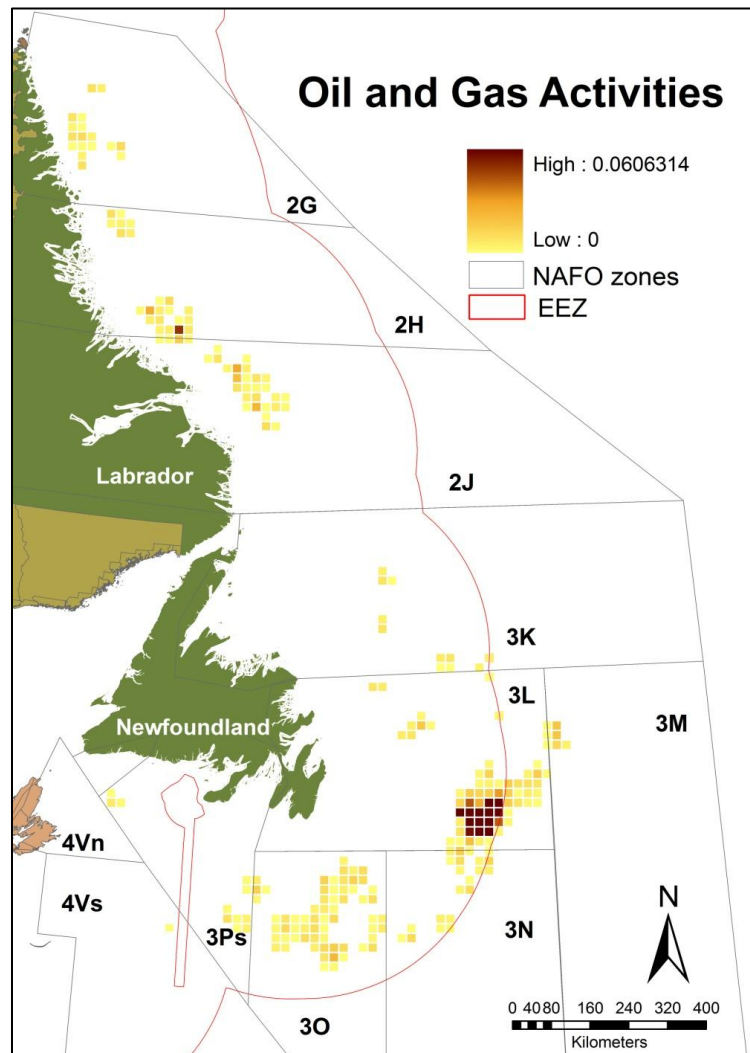 Oil and Gas Activities
High : 0.0606314
Low : 0
NAFO zones
EEZ
2G
2H
2J
Labrador
3K
3L
3M
Newfoundland
4Vn
4Vs
3Ps
3N
3O
N
0 40 80 160 240 320 400
Kilometers